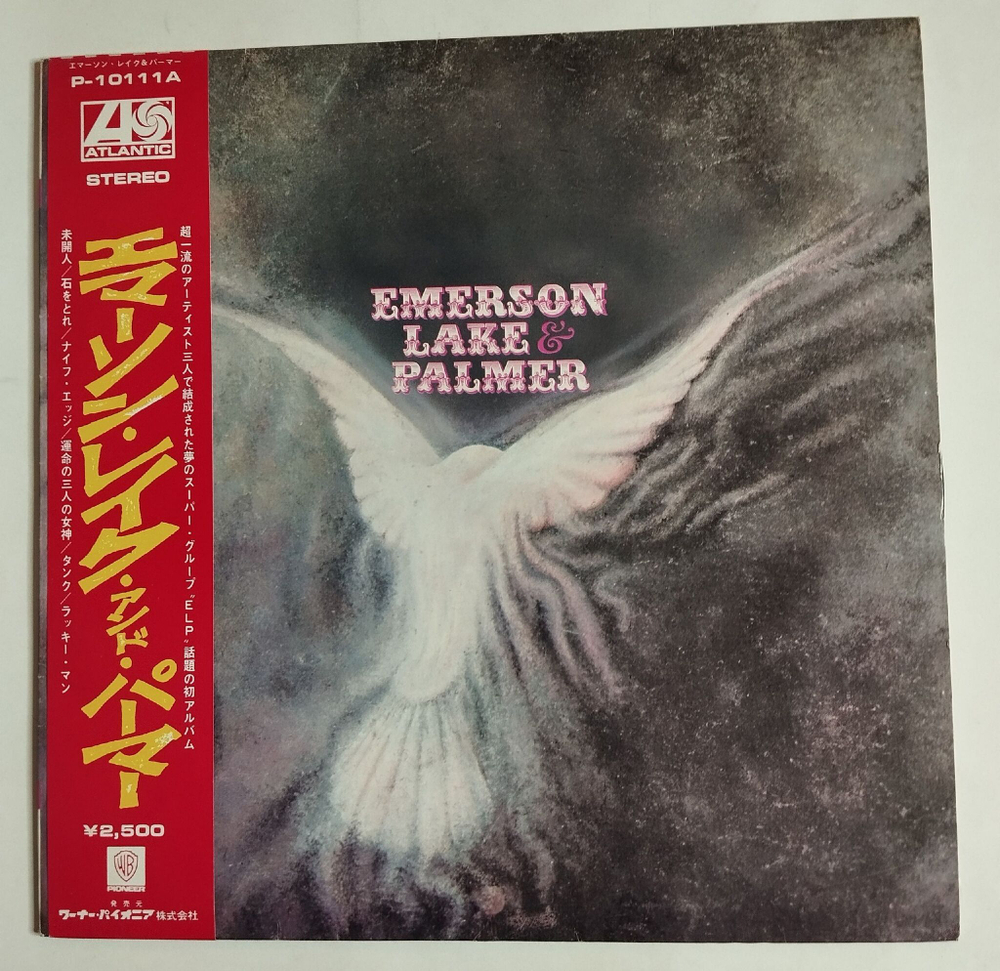 エマーソン・レイク&パーマー
P-10111A
ATLANTIC
STEREO
超一流のアーティスト三人で結成された夢のスーパー・グループ“ELP”話題の初アルバム
エマーソン・レイク・アンド・パーマー
未開人/石をとれ/ナイフ・エッジ/運命の三人の女神/タンク/ラッキー・マン
¥2,500
WB
PIONEER
発売元
ワーナー・パイオニア株式会社
EMERSON
LAKE &
PALMER